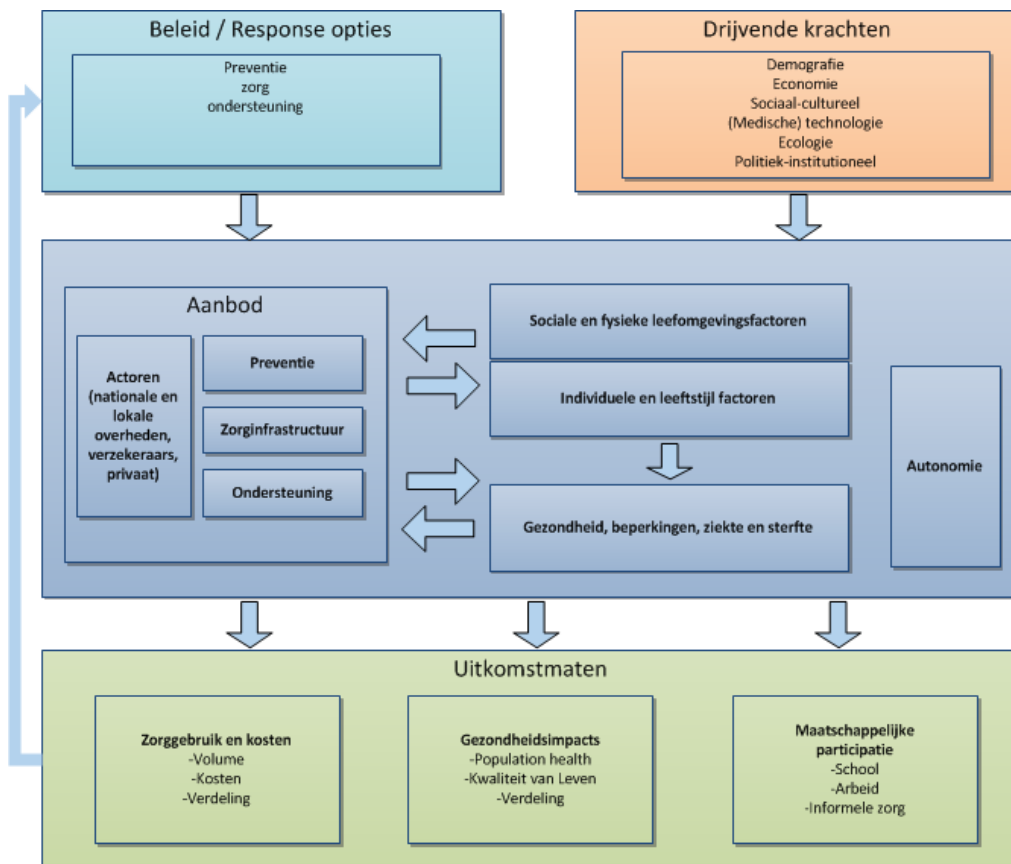 Beleid / Response opties
Preventie
zorg
ondersteuning
Drijvende krachten
Demografie
Economie
Sociaal-cultureel
(Medische) technologie
Ecologie
Politiek-institutioneel
Aanbod
Actoren
(nationale en
lokale
overheden,
verzekeraars,
privaat)
Preventie
Zorginfrastructuur
Ondersteuning
Sociale en fysieke leefomgevingsfactoren
Individuele en leeftstijl factoren
Gezondheid, beperkingen, ziekte en sterfte
Autonomie
Uitkomstmaten
Zorggebruik en kosten
-Volume
-Kosten
-Verdeling
Gezondheidsimpacts
-Population health
-Kwaliteit van Leven
-Verdeling
Maatschappelijke
participatie
-School
-Arbeid
-Informele zorg